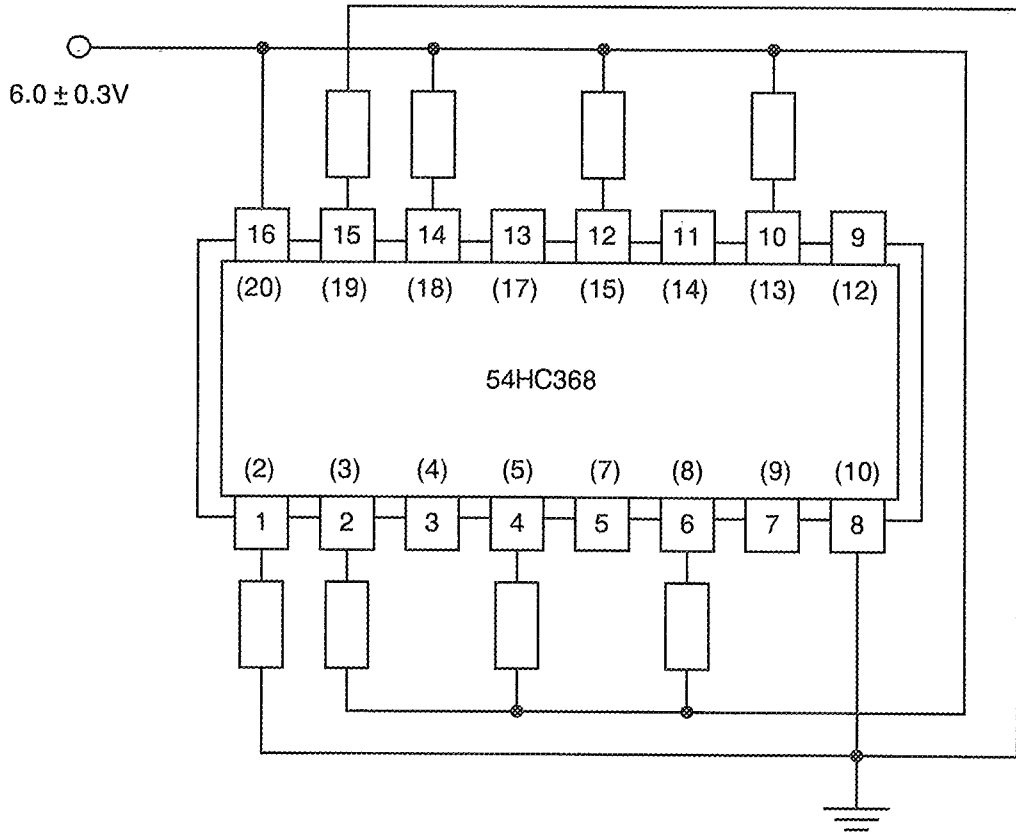 6.0 ± 0.3V
16 15 14 13 12 11 10 9
(20) (19) (18) (17) (15) (14) (13) (12)
54HC368
(2) (3) (4) (5) (7) (8) (9) (10)
1 2 3 4 5 6 7 8